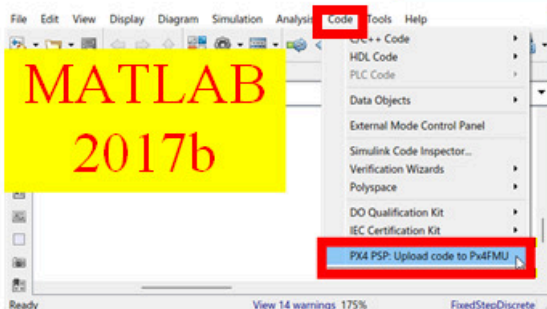 File Edit View Display Diagram Simulation Analysis Code Tools Help
C/C++ Code
HDL Code
PLC Code
Data Objects
External Mode Control Panel
Simulink Code Inspector...
Verification Wizards
Polyspace
DO Qualification Kit
IEC Certification Kit
PX4 PSP: Upload code to Px4FMU
MATLAB
2017b
Ready View 14 warnings 175% FixedStepDiscrete